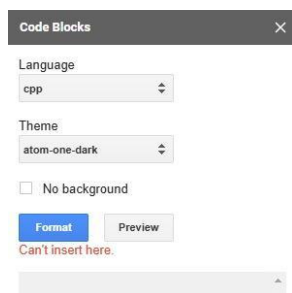 Code Blocks
Language
cpp
Theme
atom-one-dark
No background
Format Preview
Can't insert here.